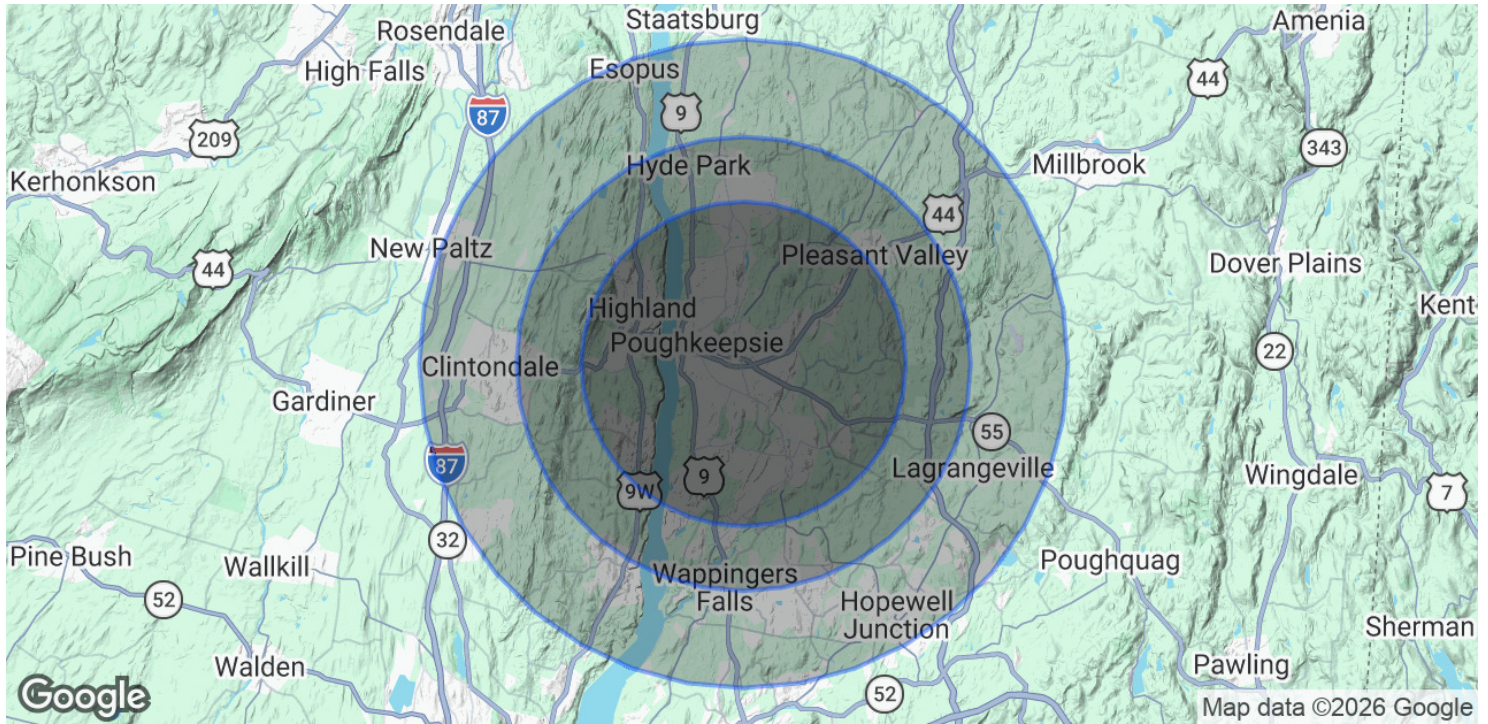 Staatsburg
Rosendale
Amenia
High Falls
Esopus
44
87
9
209
343
Hyde Park
Millbrook
Kerhonkson
44
New Paltz
Pleasant Valley
44
Dover Plains
Highland
Kent
Poughkeepsie
22
Clintondale
Gardiner
55
87
Lagrangeville
9
9W
Wingdale
7
32
Pine Bush
Wallkill
Poughquag
Wappingers
Falls
52
Hopewell
Junction
Sherman
Walden
Pawling
52
Google
Map data ©2026 Google